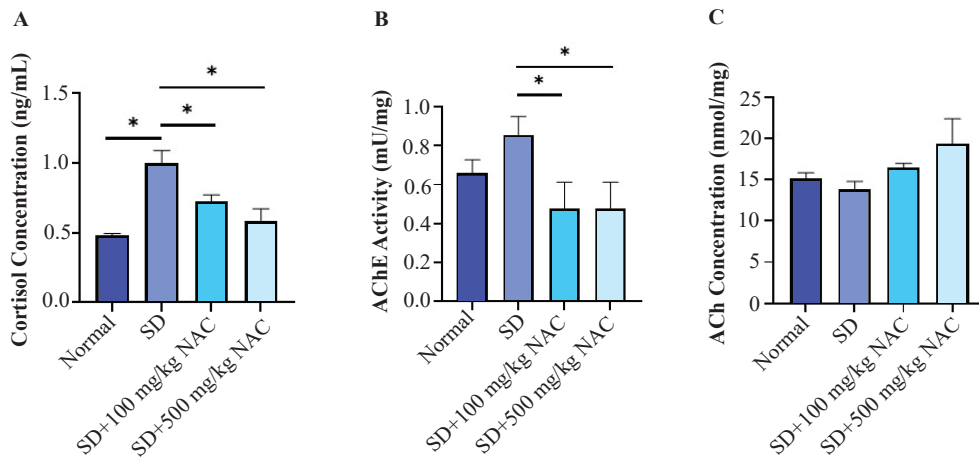 A
Cortisol Concentration (ng/mL)
1.5
1.0
0.5
0.0
*
*
*
Normal
SD
SD+100 mg/kg NAC
SD+500 mg/kg NAC
B
AChE Activity (mU/mg)
1.0
0.8
0.6
0.4
0.2
0.0
*
*
Normal
SD
SD+100 mg/kg NAC
SD+500 mg/kg NAC
C
ACh Concentration (nmol/mg)
25
20
15
10
5
0
Normal
SD
SD+100 mg/kg NAC
SD+500 mg/kg NAC